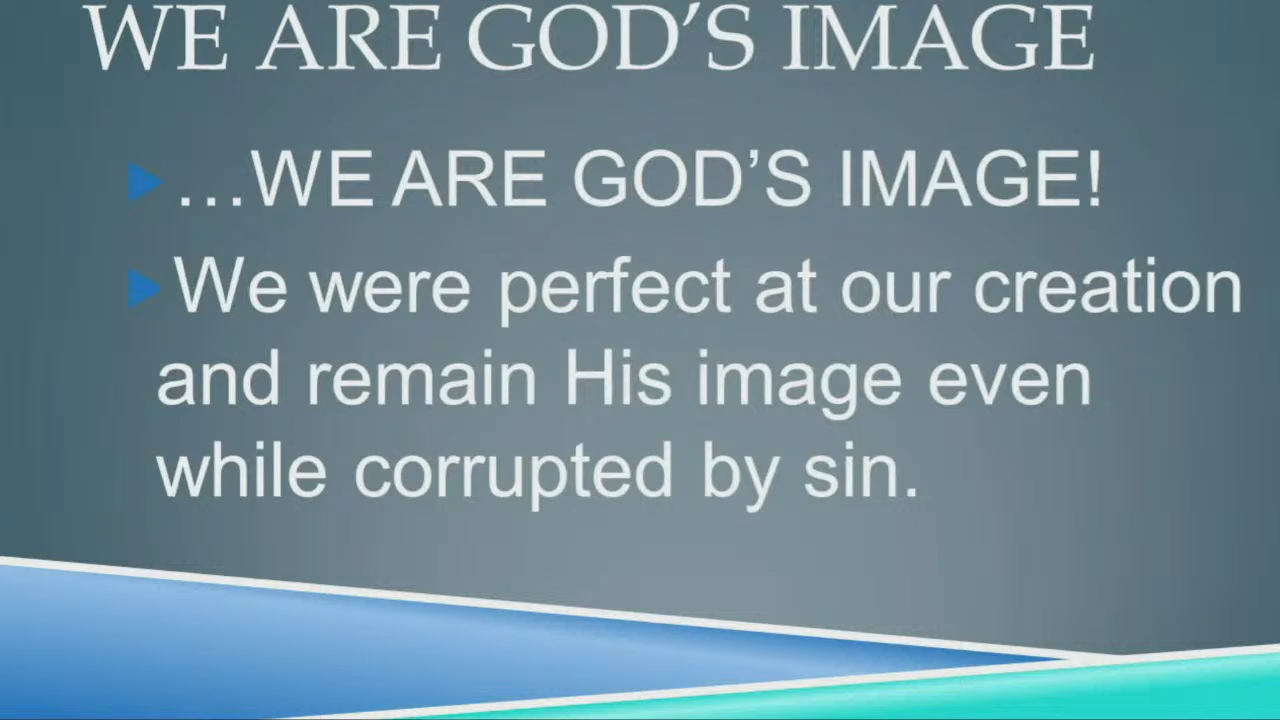 WE ARE GOD’S IMAGE
…WE ARE GOD’S IMAGE!
We were perfect at our creation
and remain His image even
while corrupted by sin.